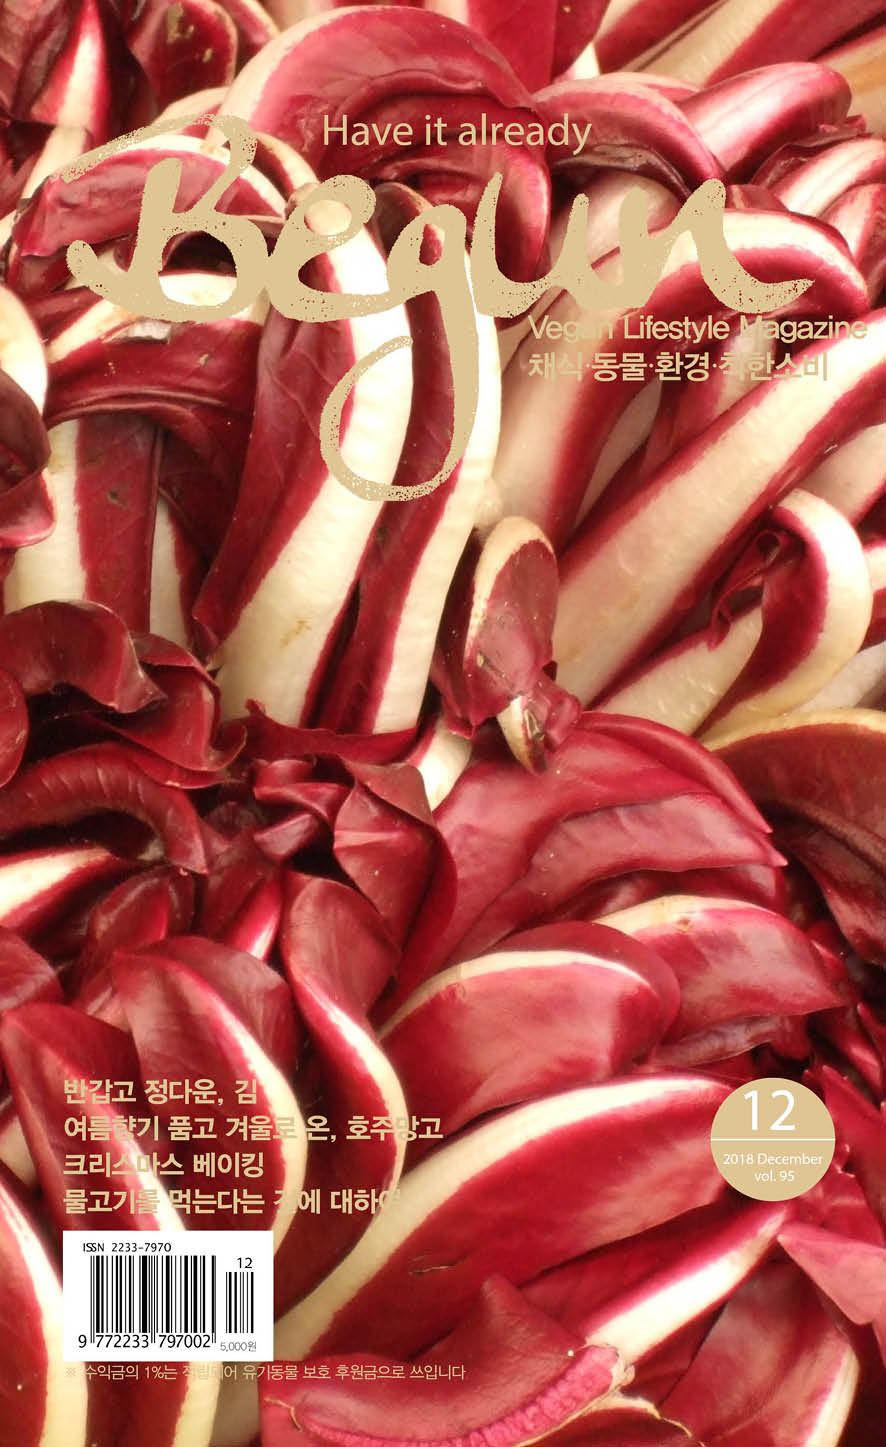 Have it already
Begun
Vegan Lifestyle Magazine
채식·동물·환경·착한소비
반갑고 정다운, 김
여름향기 품고 겨울로 온, 호주망고
크리스마스 베이킹
물고기를 먹는다는 것에 대하여
12
2018 December
vol. 95
ISSN 2233-7970
12
9 772233 797002
5,000원
※ 수익금의 1%는 적립되어 유기동물 보호 후원금으로 쓰입니다